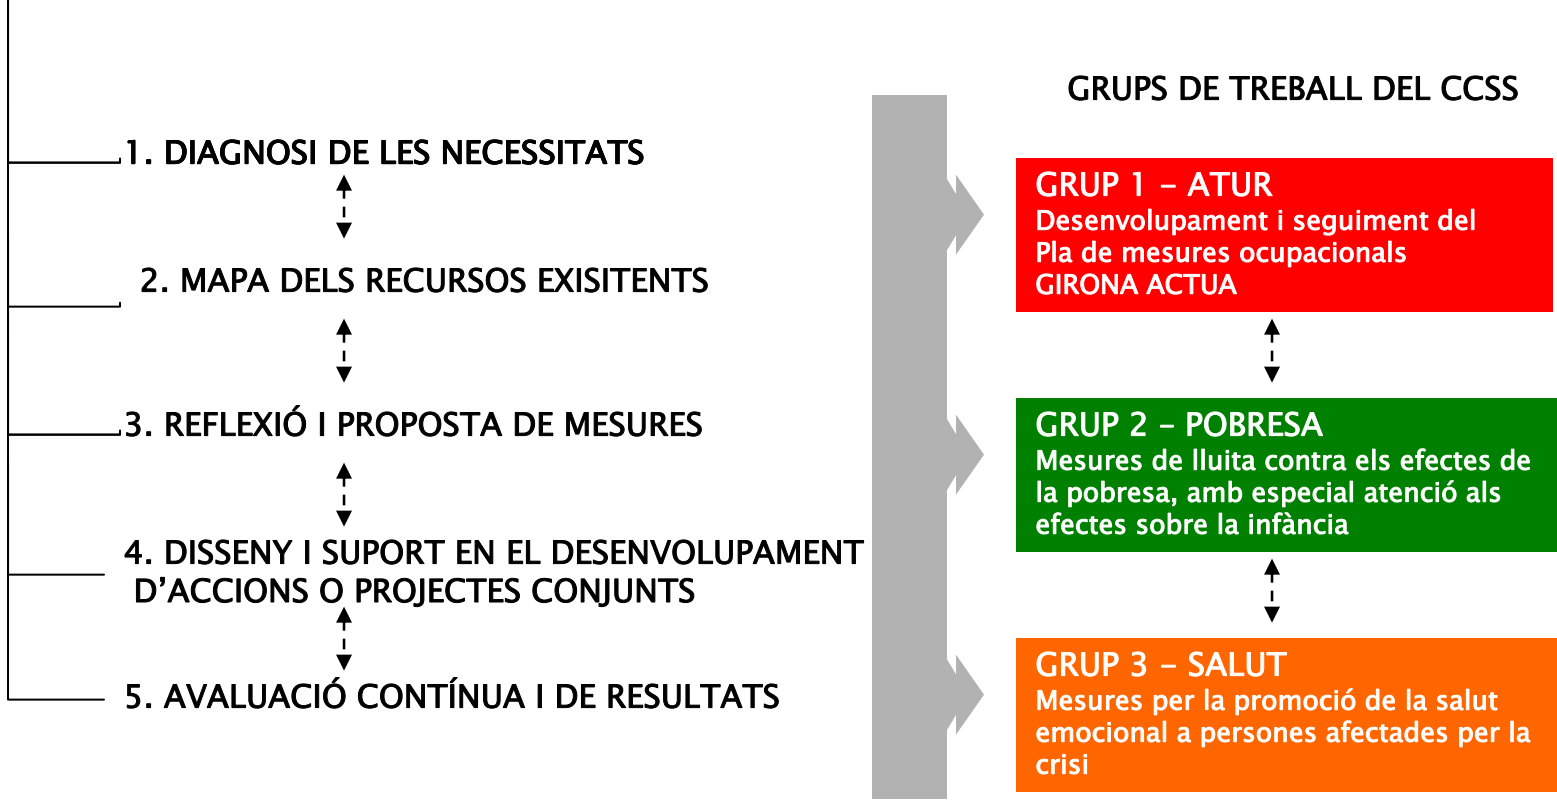 1. DIAGNOSI DE LES NECESSITATS
2. MAPA DELS RECURSOS EXISITENTS
3. REFLEXIÓ I PROPOSTA DE MESURES
4. DISSENY I SUPORT EN EL DESENVOLUPAMENT
D’ACCIONS O PROJECTES CONJUNTS
5. AVALUACIÓ CONTÍNUA I DE RESULTATS
GRUPS DE TREBALL DEL CCSS
GRUP 1 – ATUR
Desenvolupament i seguiment del
Pla de mesures ocupacionals
GIRONA ACTUA
GRUP 2 – POBRESA
Mesures de lluita contra els efectes de
la pobresa, amb especial atenció als
efectes sobre la infància
GRUP 3 – SALUT
Mesures per la promoció de la salut
emocional a persones afectades per la
crisi